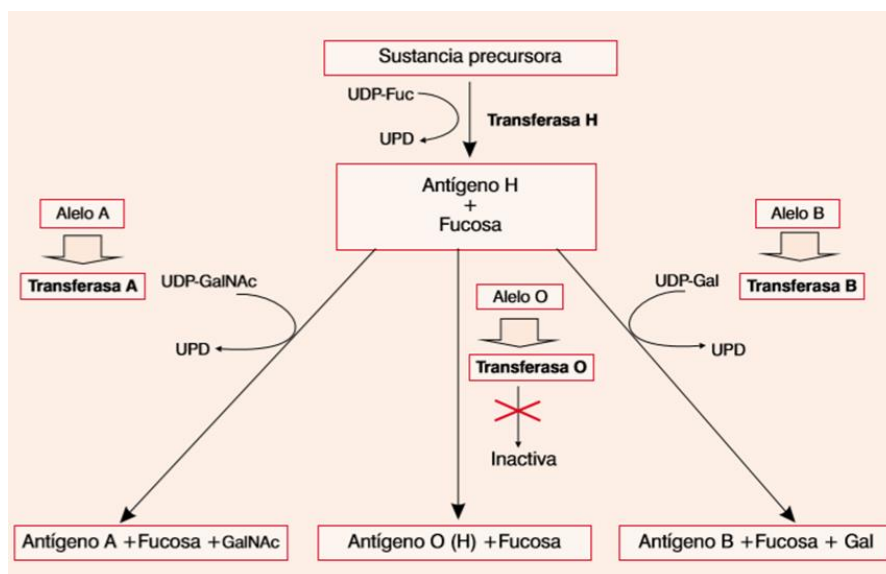 Sustancia precursora
UDP-Fuc
Transferasa H
UPD
Antígeno H
+
Fucosa
Alelo A
Alelo B
Transferasa A
UDP-GalNAc
UDP-Gal
Transferasa B
Alelo O
UPD
UPD
Transferasa O
Inactiva
Antígeno A +Fucosa +GalNAc
Antígeno O (H) +Fucosa
Antígeno B +Fucosa + Gal